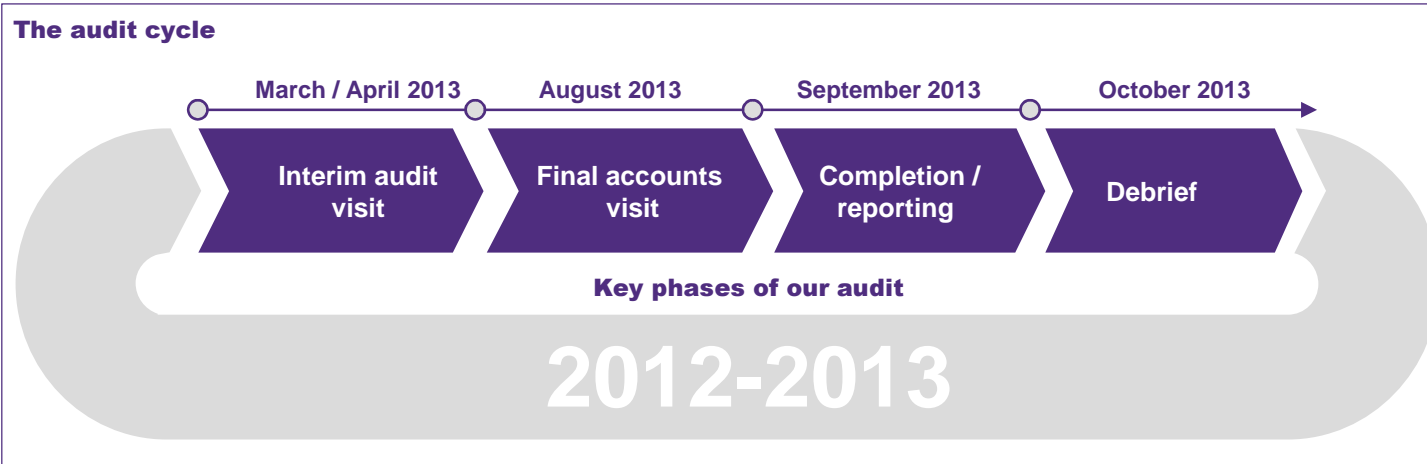 The audit cycle
March / April 2013
August 2013
September 2013
October 2013
Interim audit
visit
Final accounts
visit
Completion /
reporting
Debrief
Key phases of our audit
2012-2013